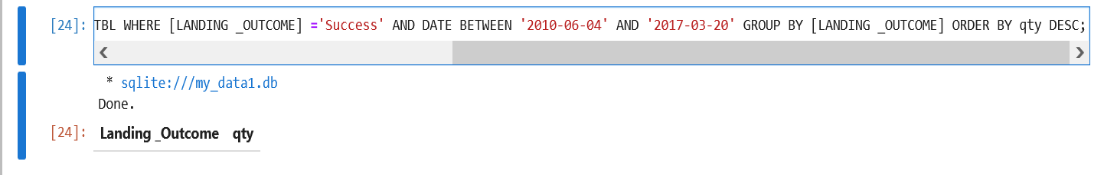 [24]: TBL WHERE [LANDING _OUTCOME] ='Success' AND DATE BETWEEN '2010-06-04' AND '2017-03-20' GROUP BY [LANDING _OUTCOME] ORDER BY qty DESC;
* sqlite:///my_data1.db
Done.
[24]: Landing _Outcome qty